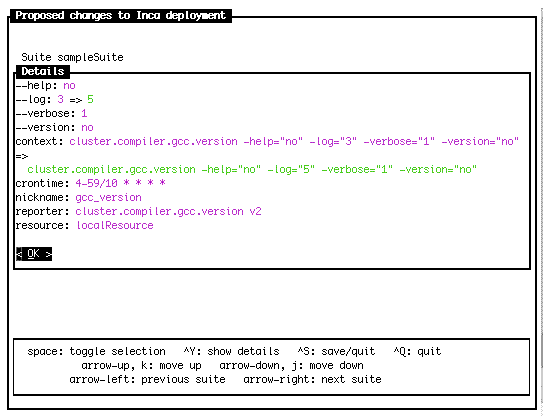 Proposed changes to Inca deployment
Suite sampleSuite
Details
--help: no
--log: 3 => 5
--verbose: 1
--version: no
context: cluster.compiler.gcc.version -help="no" -log="3" -verbose="1" -version="no"
=>
cluster.compiler.gcc.version -help="no" -log="5" -verbose="1" -version="no"
crontime: 4-59/10 * * * *
nickname: gcc_version
reporter: cluster.compiler.gcc.version v2
resource: localResource
< OK >
space: toggle selection ^Y: show details ^S: save/quit ^Q: quit
arrow-up, k: move up arrow-down, j: move down
arrow-left: previous suite arrow-right: next suite